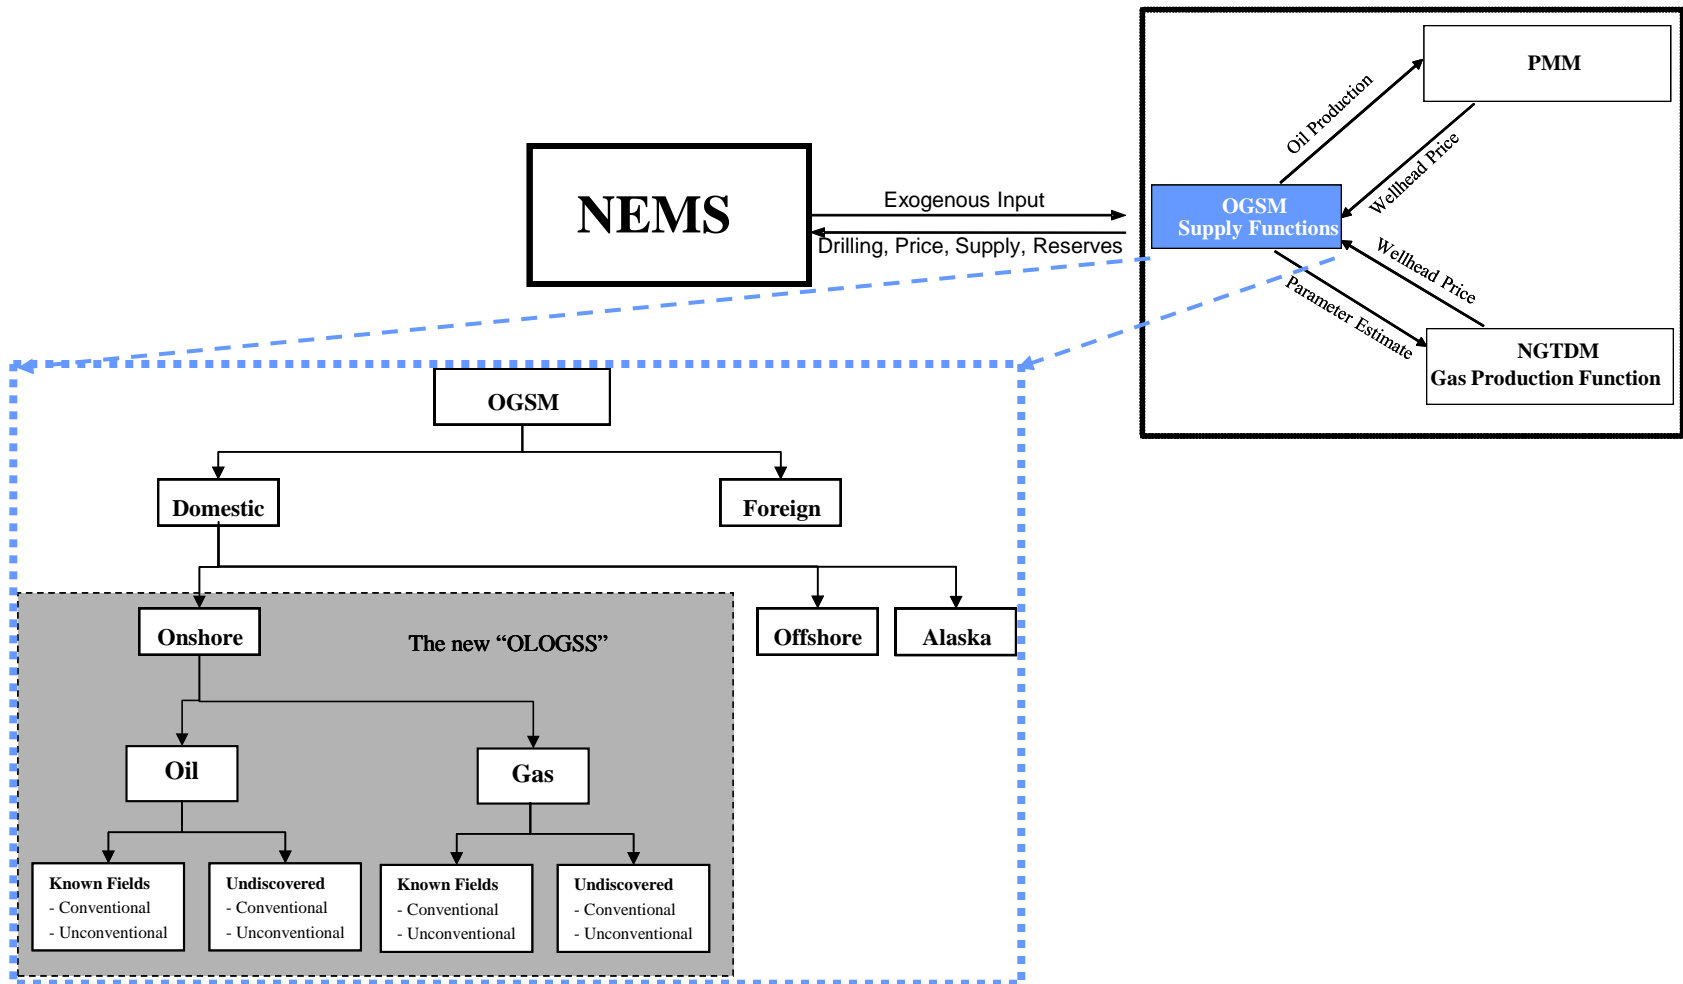 PMM
Oil Production
Wellhead Price
NEMS
Exogenous Input
Drilling, Price, Supply, Reserves
OGSM
Supply Functions
Wellhead Price
Parameter Estimate
NGTDM
Gas Production Function
OGSM
Domestic
Foreign
Onshore
The new “OLOGSS”
Offshore
Alaska
Oil
Gas
Known Fields
- Conventional
- Unconventional
Undiscovered
- Conventional
- Unconventional
Known Fields
- Conventional
- Unconventional
Undiscovered
- Conventional
- Unconventional